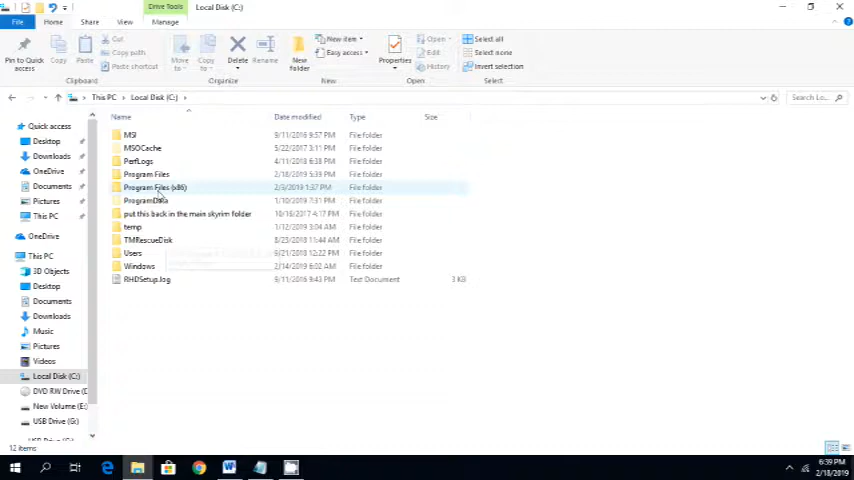 Drive Tools
Local Disk (C:)
File
Home
Share
View
Manage
Pin to Quick access
Copy
Paste
Cut
Copy path
Paste shortcut
Clipboard
Move to
Copy to
Delete
Rename
Organize
New folder
New item
Easy access
New
Properties
Open
Edit
History
Open
Select all
Select none
Invert selection
Select
This PC
Local Disk (C:)
Search Lo...
Name
Date modified
Type
Size
MSI
9/11/2016 9:57 PM
File folder
MSOCache
5/22/2017 3:11 PM
File folder
PerfLogs
4/11/2018 6:38 PM
File folder
Program Files
2/18/2019 5:33 PM
File folder
Program Files (x86)
2/3/2019 1:37 PM
File folder
ProgramData
1/10/2019 7:31 PM
File folder
put this back in the main skyrim folder
10/16/2017 4:17 PM
File folder
temp
1/12/2019 3:04 AM
File folder
TMRescueDisk
8/23/2018 11:44 AM
File folder
Users
9/21/2018 12:22 PM
File folder
Windows
2/14/2019 6:02 AM
File folder
RHDSetup.log
9/11/2016 9:43 PM
Text Document
3 KB
Quick access
Desktop
Downloads
OneDrive
Documents
Pictures
This PC
OneDrive
This PC
3D Objects
Desktop
Documents
Downloads
Music
Pictures
Videos
Local Disk (C:)
DVD RW Drive (D
New Volume (E:)
USB Drive (G:)
12 items
6:39 PM
2/18/2019